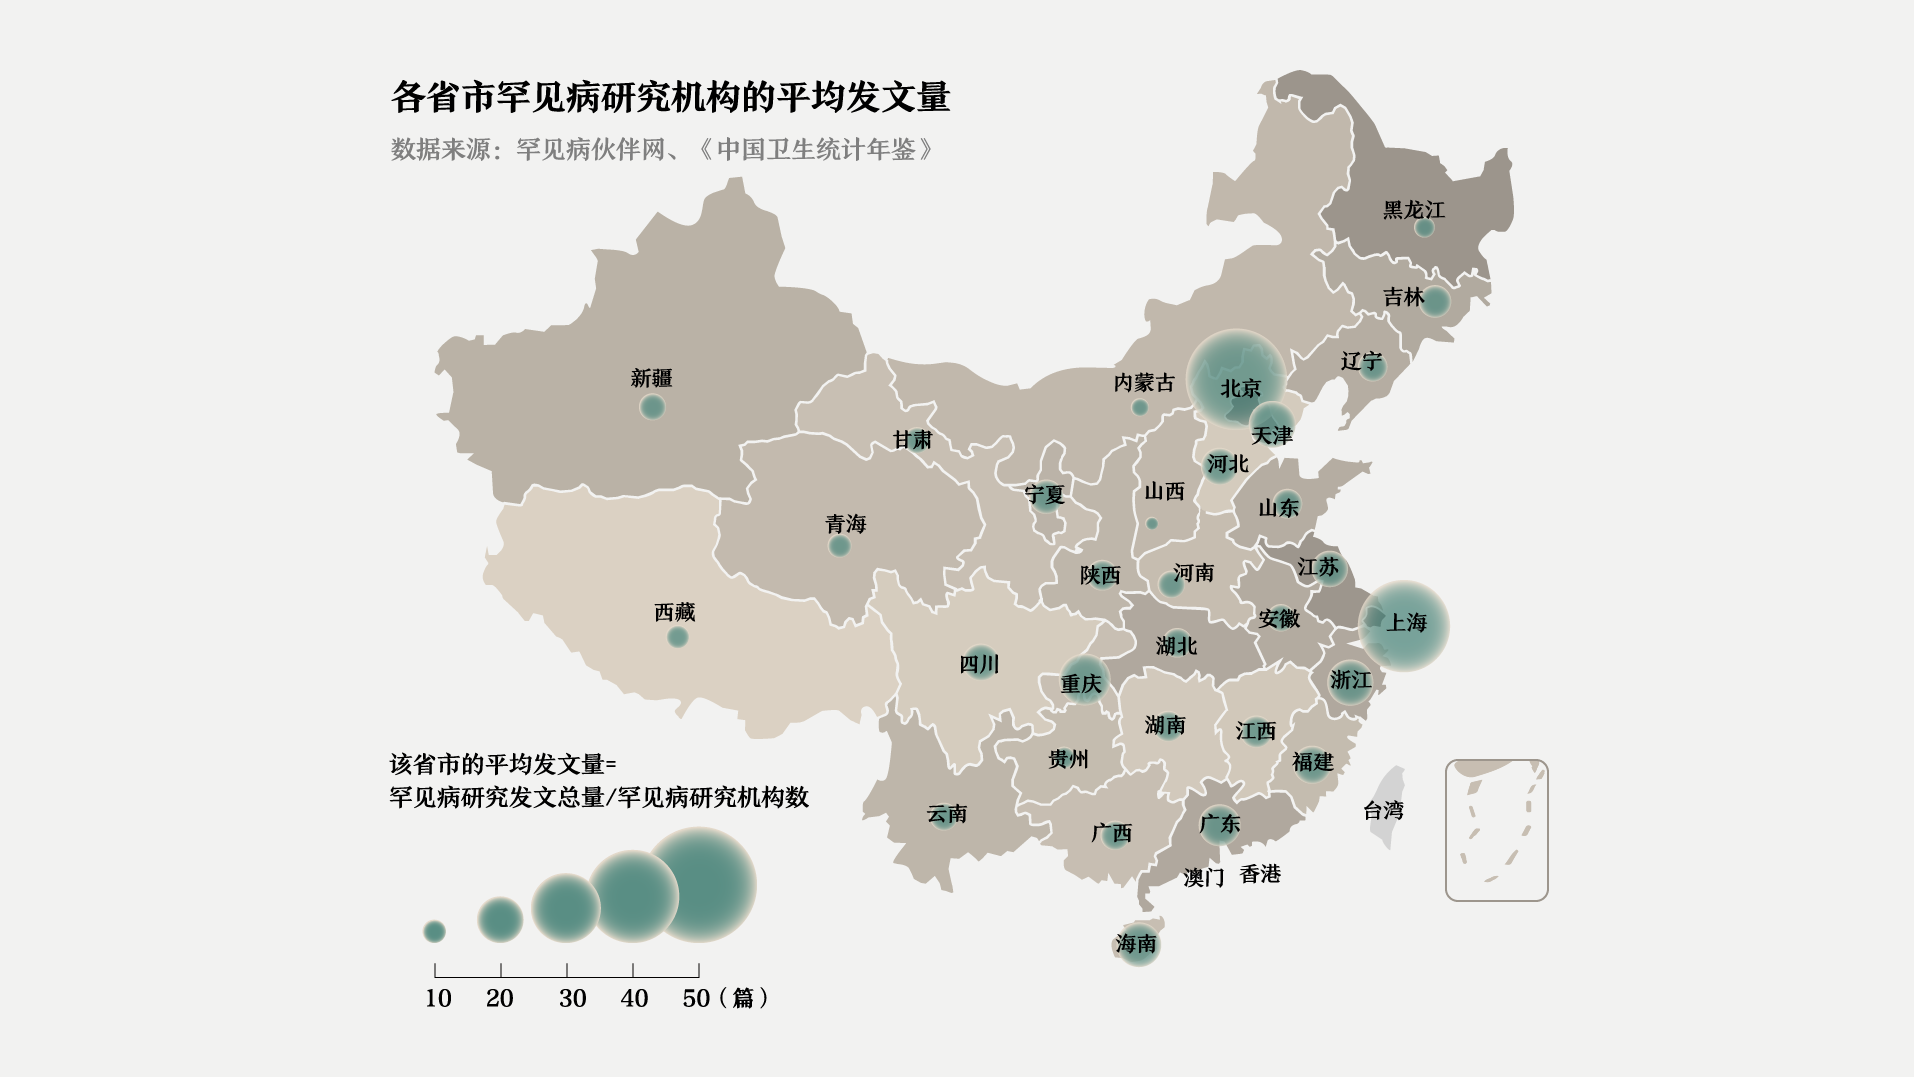 各省市罕见病研究机构的平均发文量
数据来源：罕见病伙伴网、《中国卫生统计年鉴》
黑龙江
吉林
辽宁
新疆
内蒙古
北京
甘肃
天津
河北
宁夏
山西
山东
青海
陕西
河南
江苏
西藏
安徽
上海
湖北
四川
重庆
浙江
湖南
江西
贵州
福建
云南
广西
广东
台湾
澳门
香港
海南
该省市的平均发文量=
罕见病研究发文总量/罕见病研究机构数
10 20 30 40 50（篇）